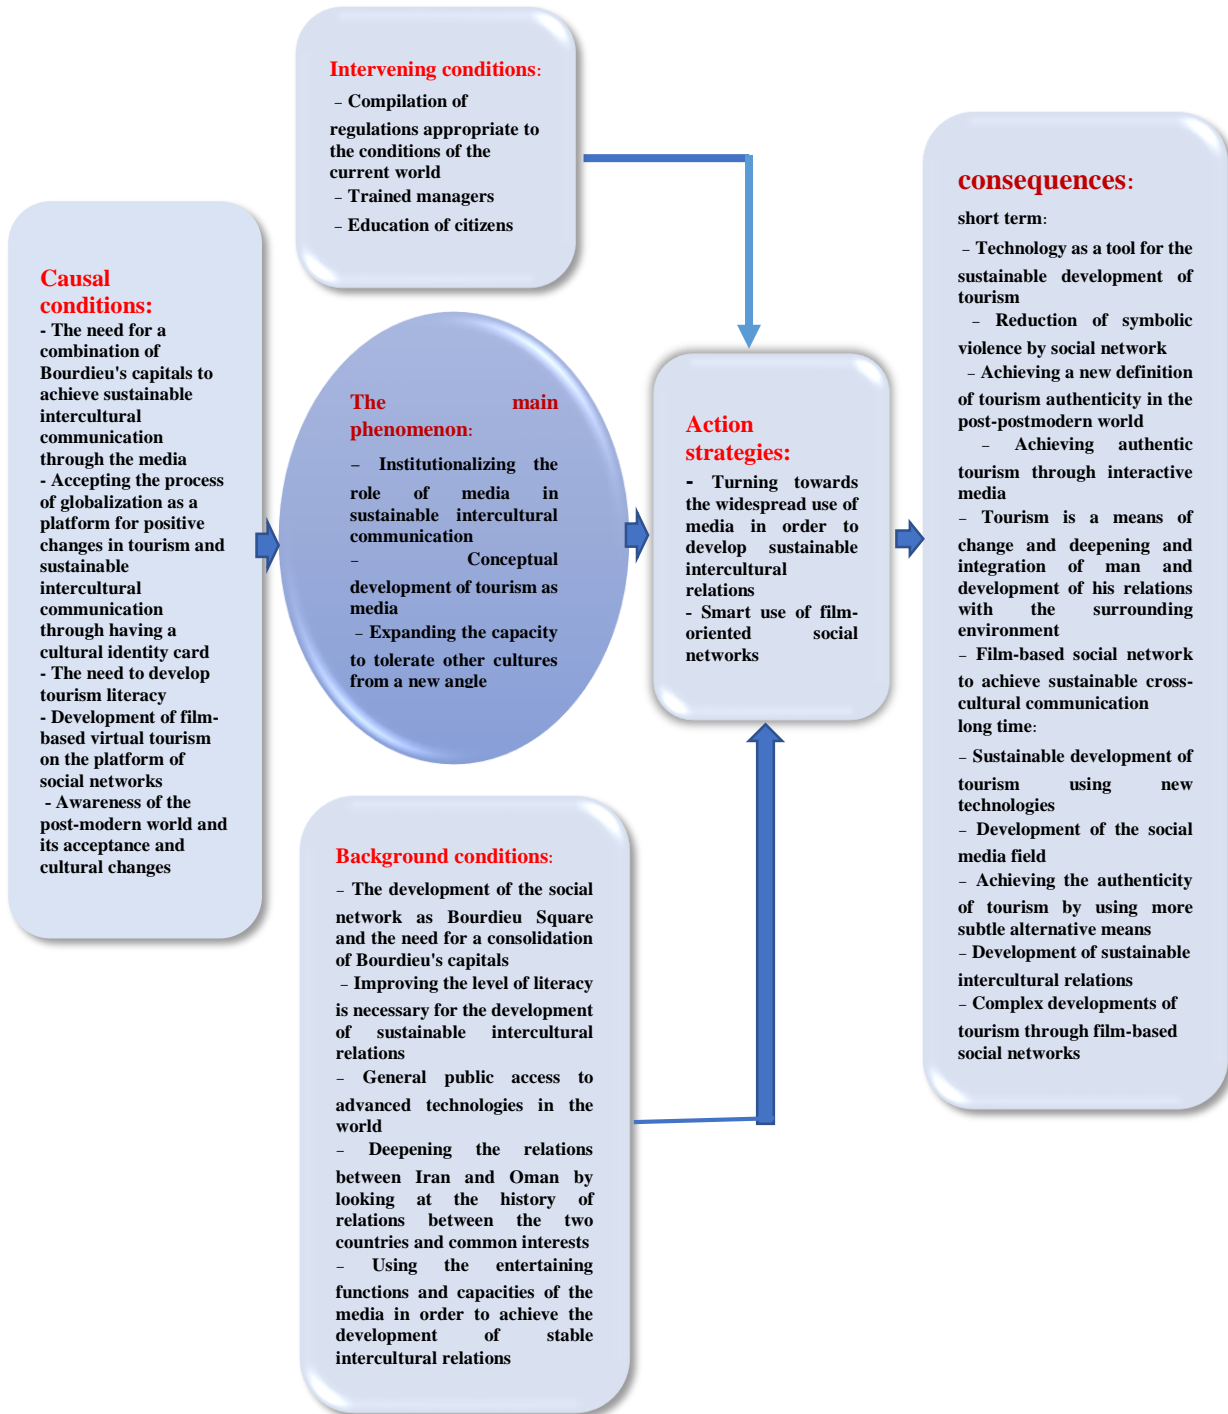 Intervening conditions:
– Compilation of
regulations appropriate to
the conditions of the
current world
– Trained managers
– Education of citizens
Causal
conditions:
- The need for a
combination of
Bourdieu's capitals to
achieve sustainable
intercultural
communication
through the media
- Accepting the process
of globalization as a
platform for positive
changes in tourism and
sustainable
intercultural
communication
through having a
cultural identity card
- The need to develop
tourism literacy
- Development of film-
based virtual tourism
on the platform of
social networks
- Awareness of the
post-modern world and
its acceptance and
cultural changes
The main
phenomenon:
– Institutionalizing the
role of media in
sustainable intercultural
communication
– Conceptual
development of tourism as
media
– Expanding the capacity
to tolerate other cultures
from a new angle
Background conditions:
– The development of the social
network as Bourdieu Square
and the need for a consolidation
of Bourdieu's capitals
– Improving the level of literacy
is necessary for the development
of sustainable intercultural
relations
– General public access to
advanced technologies in the
world
– Deepening the relations
between Iran and Oman by
looking at the history of
relations between the two
countries and common interests
– Using the entertaining
functions and capacities of the
media in order to achieve the
development of stable
intercultural relations
Action
strategies:
- Turning towards
the widespread use of
media in order to
develop sustainable
intercultural
relations
- Smart use of film-
oriented social
networks
consequences:
short term:
– Technology as a tool for the
sustainable development of
tourism
– Reduction of symbolic
violence by social network
– Achieving a new definition
of tourism authenticity in the
post-postmodern world
– Achieving authentic
tourism through interactive
media
– Tourism is a means of
change and deepening and
integration of man and
development of his relations
with the surrounding
environment
– Film-based social network
to achieve sustainable cross-
cultural communication
long time:
– Sustainable development of
tourism using new
technologies
– Development of the social
media field
– Achieving the authenticity
of tourism by using more
subtle alternative means
– Development of sustainable
intercultural relations
– Complex developments of
tourism through film-based
social networks